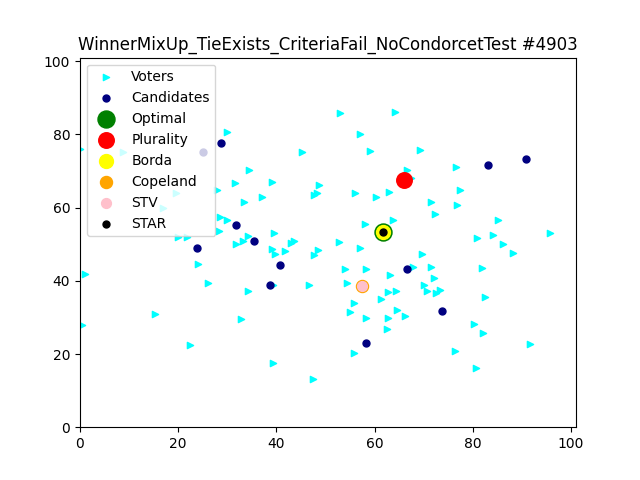 WinnerMixUp_TieExists_CriteriaFail_NoCondorcetTest #4903
100
80
60
40
20
0
0 20 40 60 80 100
Voters
Candidates
Optimal
Plurality
Borda
Copeland
STV
STAR